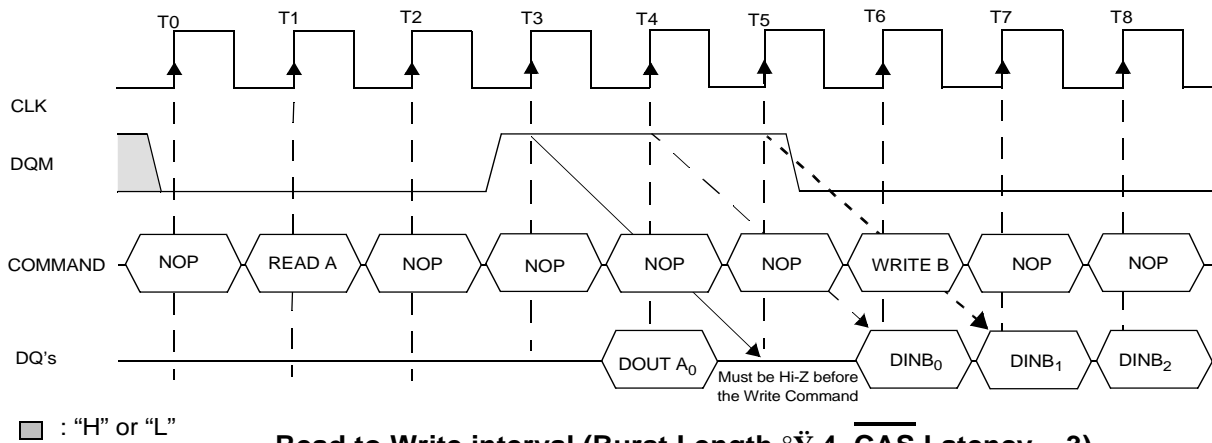 T0 T1 T2 T3 T4 T5 T6 T7 T8
CLK
DQM
COMMAND NOP READ A NOP NOP NOP NOP WRITE B NOP NOP
DQ's DOUT A0 DINB0 DINB1 DINB2
Must be Hi-Z before
the Write Command
: “H” or “L”
Read to Write interval (Burst Length °Ÿ 4, CAS Latency = 3)